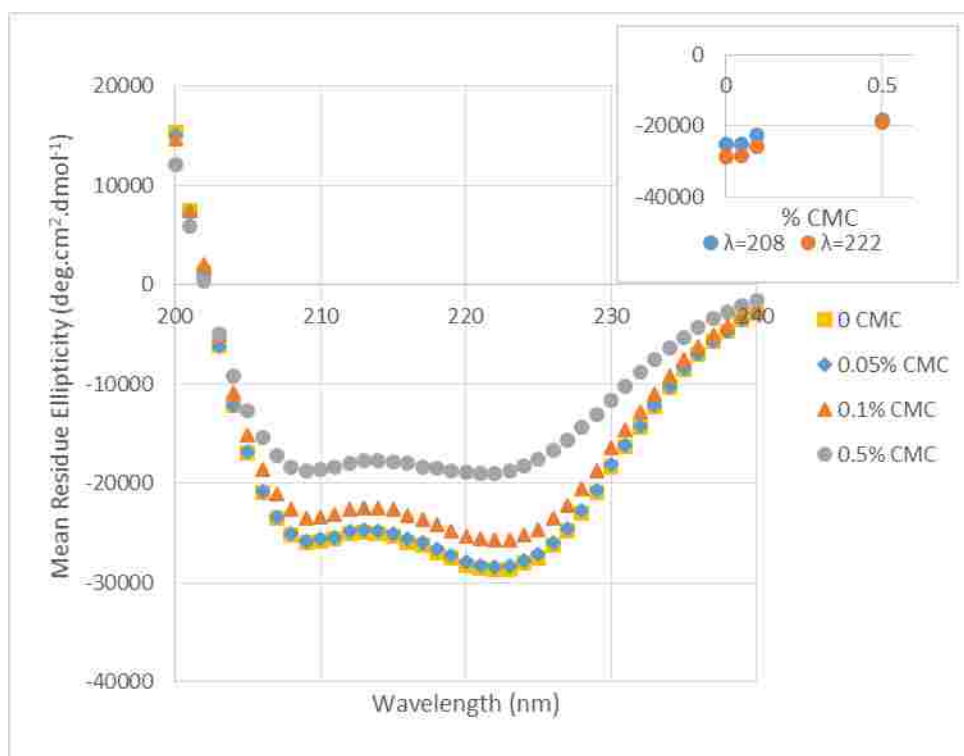 0
0
0.5
-20000
-40000
% CMC
λ=208
λ=222
20000
10000
0
-10000
-20000
-30000
-40000
200
210
220
230
240
Mean Residue Ellipticity (deg.cm².dmol⁻¹)
Wavelength (nm)
0 CMC
0.05% CMC
0.1% CMC
0.5% CMC